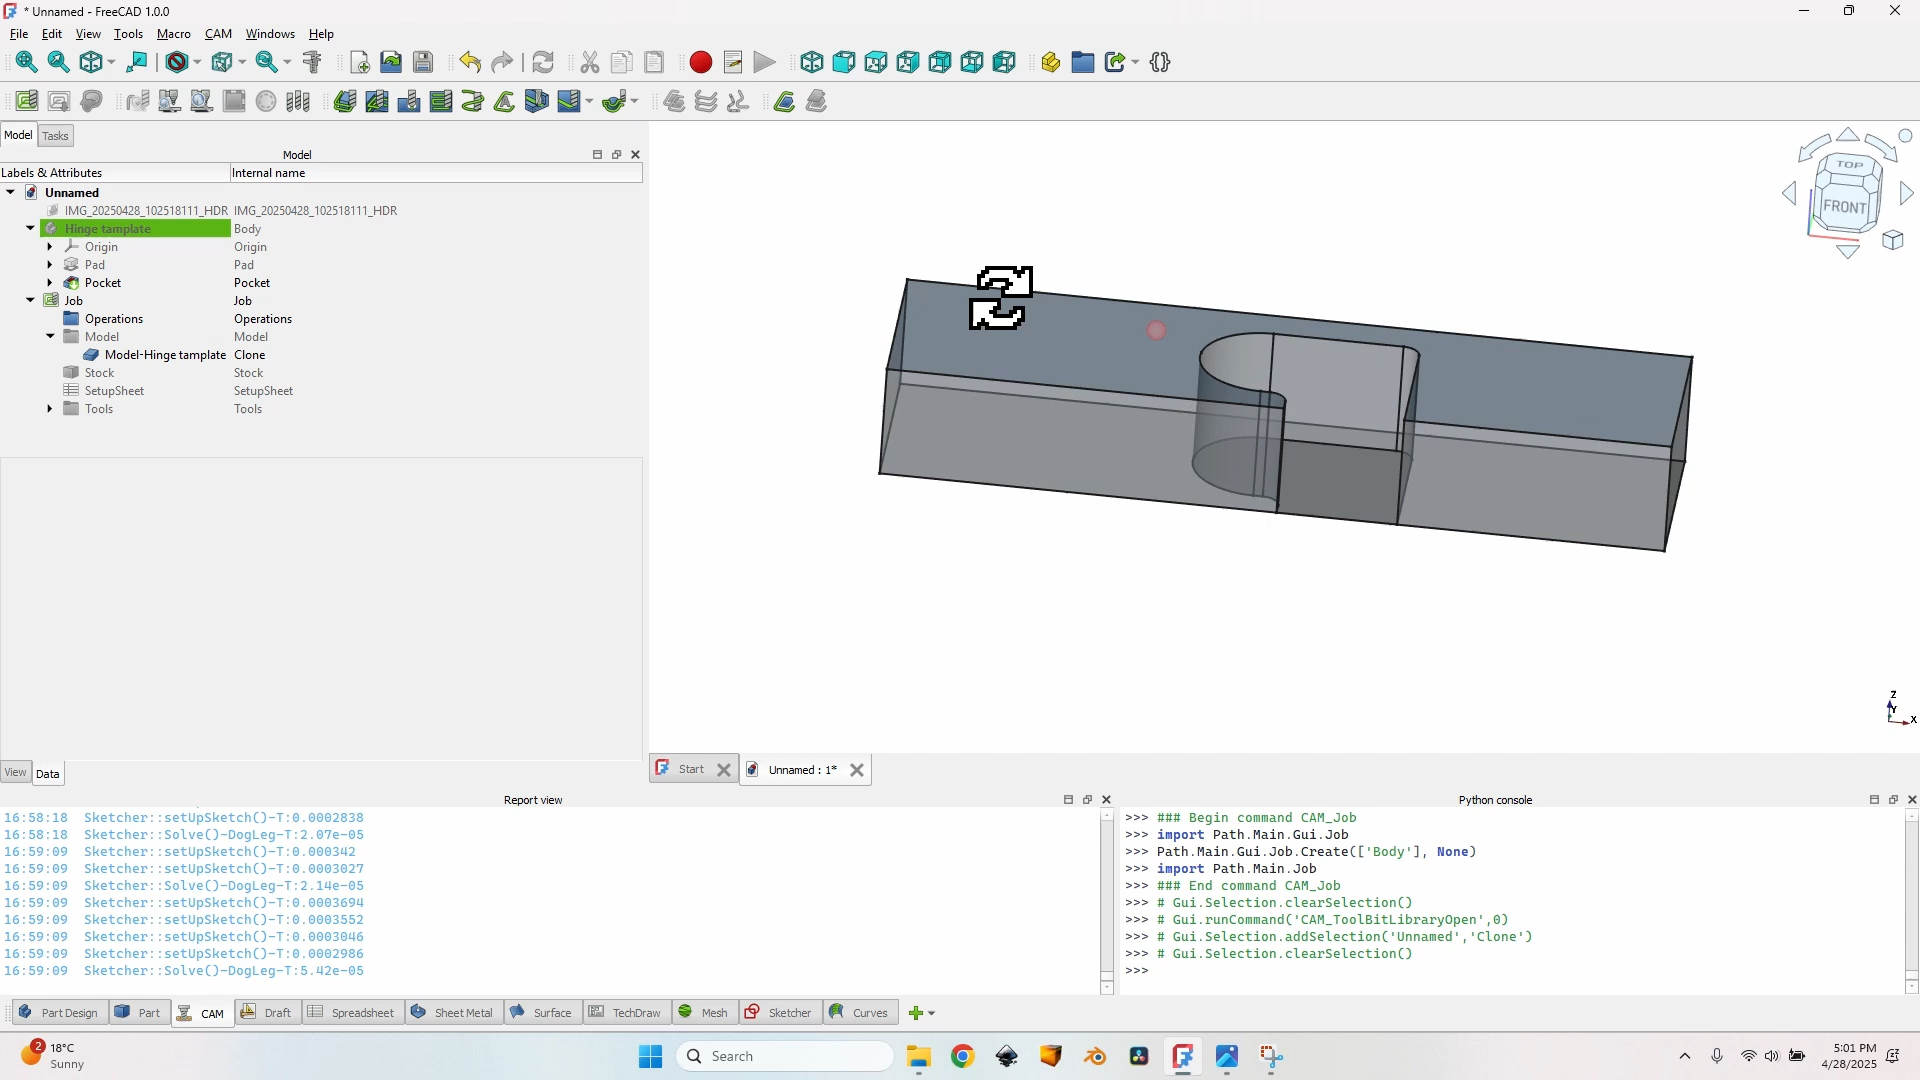 * Unnamed - FreeCAD 1.0.0
File Edit View Tools Macro CAM Windows Help
Model Tasks
Model
Labels & Attributes Internal name
Unnamed
IMG_20250428_102518111_HDR IMG_20250428_102518111_HDR
Hinge tamplate Body
Origin Origin
Pad Pad
Pocket Pocket
Job Job
Operations Operations
Model Model
Model-Hinge tamplate Clone
Stock Stock
SetupSheet SetupSheet
Tools Tools
TOP
FRONT
Z
Y
X
View Data
Start
Unnamed : 1*
Report view
16:58:18 Sketcher::setUpSketch()-T:0.0002838
16:58:18 Sketcher::Solve()-DogLeg-T:2.07e-05
16:59:09 Sketcher::setUpSketch()-T:0.000342
16:59:09 Sketcher::setUpSketch()-T:0.0003027
16:59:09 Sketcher::Solve()-DogLeg-T:2.14e-05
16:59:09 Sketcher::setUpSketch()-T:0.0003694
16:59:09 Sketcher::setUpSketch()-T:0.0003552
16:59:09 Sketcher::setUpSketch()-T:0.0003046
16:59:09 Sketcher::setUpSketch()-T:0.0002986
16:59:09 Sketcher::Solve()-DogLeg-T:5.42e-05
Python console
>>> ### Begin command CAM_Job
>>> import Path.Main.Gui.Job
>>> Path.Main.Gui.Job.Create(['Body'], None)
>>> import Path.Main.Job
>>> ### End command CAM_Job
>>> # Gui.Selection.clearSelection()
>>> # Gui.runCommand('CAM_ToolBitLibraryOpen',0)
>>> # Gui.Selection.addSelection('Unnamed','Clone')
>>> # Gui.Selection.clearSelection()
>>>
Part Design Part CAM Draft Spreadsheet Sheet Metal Surface TechDraw Mesh Sketcher Curves
2
18°C
Sunny
Search
5:01 PM
4/28/2025